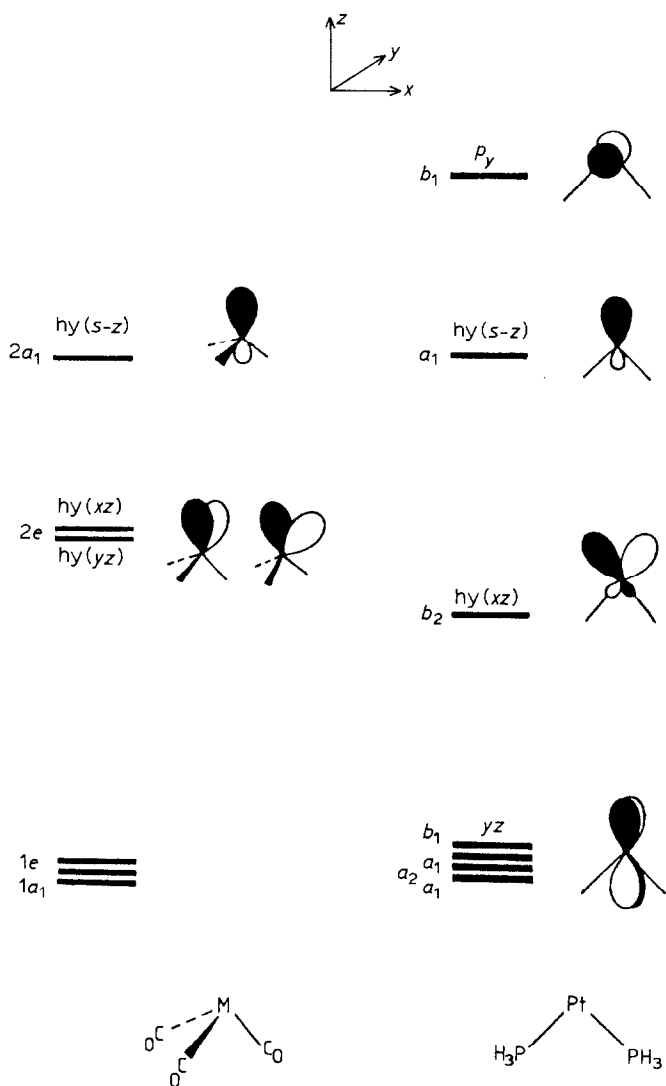 z
y
x
b₁ p_y
hy(s-z)
2a₁
hy(s-z)
a₁
hy(xz)
2e
hy(yz)
hy(xz)
b₂
b₁ yz
a₁
a₂
a₁
1e
1a₁
M
OC
OC
CO
Pt
H₃P
PH₃